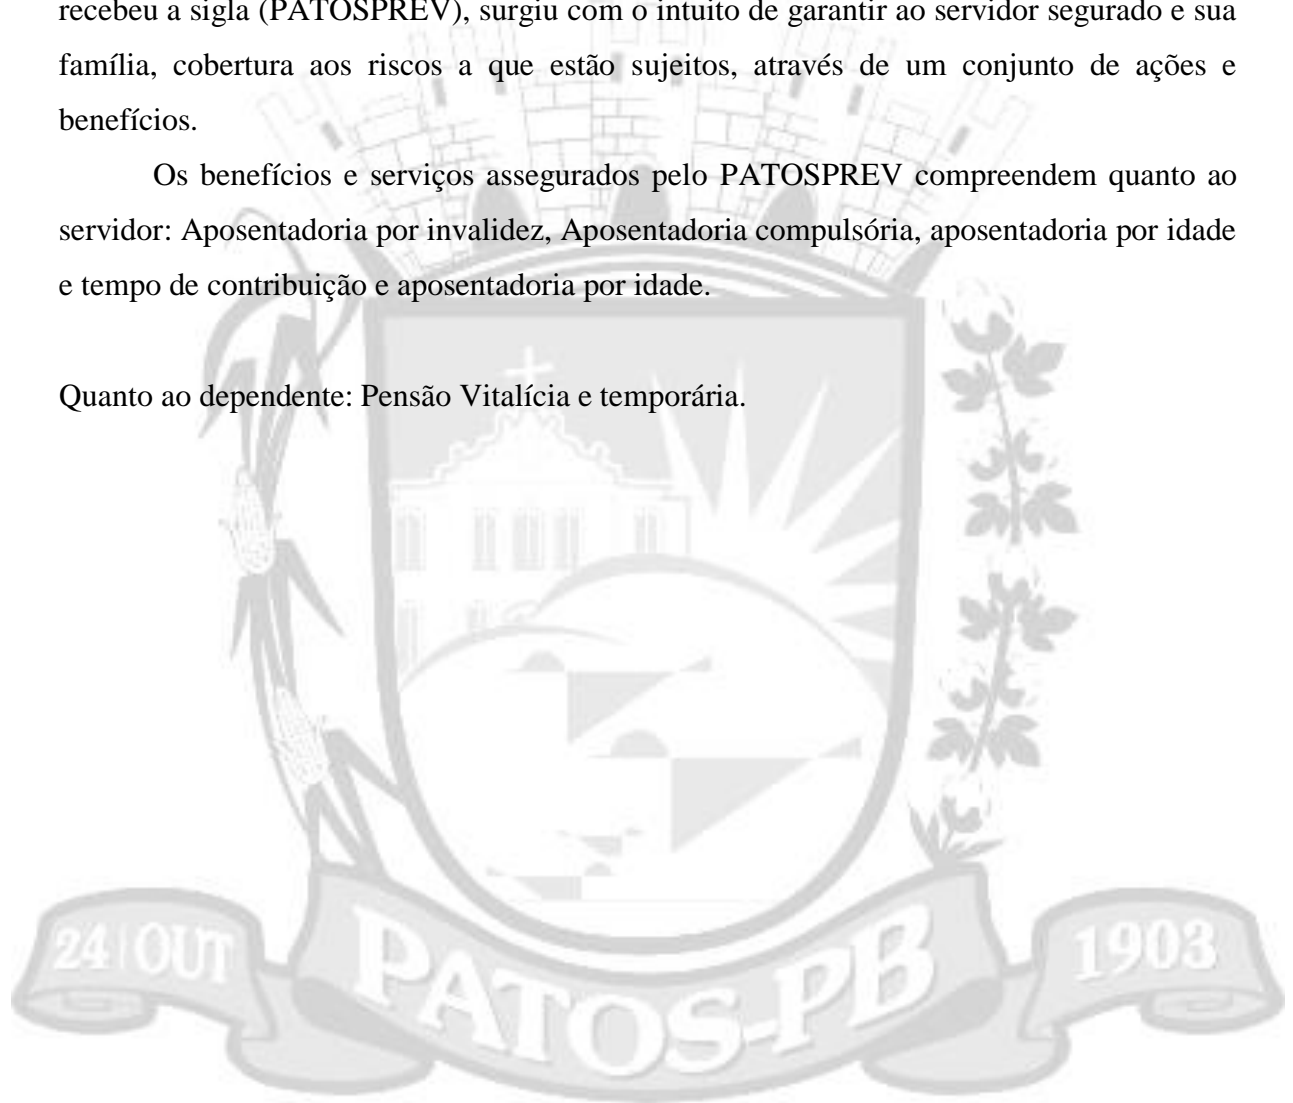 recebeu a sigla (PATOSPREV), surgiu com o intuito de garantir ao servidor segurado e sua
família, cobertura aos riscos a que estão sujeitos, através de um conjunto de ações e
benefícios.
Os benefícios e serviços assegurados pelo PATOSPREV compreendem quanto ao
servidor: Aposentadoria por invalidez, Aposentadoria compulsória, aposentadoria por idade
e tempo de contribuição e aposentadoria por idade.
Quanto ao dependente: Pensão Vitalícia e temporária.
24 | OUT
PATOS-PB
1903